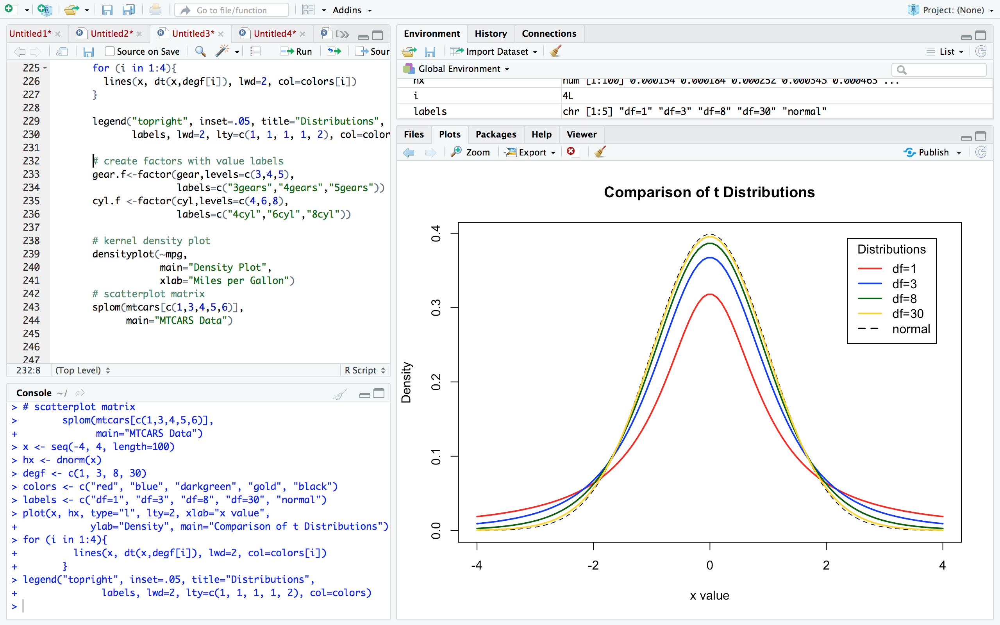 Go to file/function
Addins
Project: (None)
Untitled1*
Untitled2*
Untitled3*
Untitled4*
Source on Save
Run
Sour
225 for (i in 1:4){
226 lines(x, dt(x,degf[i]), lwd=2, col=colors[i])
227 }
228
229 legend("topright", inset=.05, title="Distributions",
230 labels, lwd=2, lty=c(1, 1, 1, 1, 2), col=color
231
232 # create factors with value labels
233 gear.f<-factor(gear,levels=c(3,4,5),
234 labels=c("3gears","4gears","5gears"))
235 cyl.f <-factor(cyl,levels=c(4,6,8),
236 labels=c("4cyl","6cyl","8cyl"))
237
238 # kernel density plot
239 densityplot(~mpg,
240 main="Density Plot",
241 xlab="Miles per Gallon")
242 # scatterplot matrix
243 splom(mtcars[c(1,3,4,5,6)],
244 main="MTCARS Data")
245
246
247
232:8 (Top Level) R Script
Console ~/
> # scatterplot matrix
> splom(mtcars[c(1,3,4,5,6)],
+ main="MTCARS Data")
> x <- seq(-4, 4, length=100)
> hx <- dnorm(x)
> degf <- c(1, 3, 8, 30)
> colors <- c("red", "blue", "darkgreen", "gold", "black")
> labels <- c("df=1", "df=3", "df=8", "df=30", "normal")
> plot(x, hx, type="l", lty=2, xlab="x value",
+ ylab="Density", main="Comparison of t Distributions")
> for (i in 1:4){
+ lines(x, dt(x,degf[i]), lwd=2, col=colors[i])
+ }
> legend("topright", inset=.05, title="Distributions",
+ labels, lwd=2, lty=c(1, 1, 1, 1, 2), col=colors)
>
Environment History Connections
Import Dataset
List
Global Environment
hx num [1:100] 0.000134 0.000184 0.000252 0.000343 0.000463 ...
i 4L
labels chr [1:5] "df=1" "df=3" "df=8" "df=30" "normal"
Files Plots Packages Help Viewer
Zoom
Export
Publish
Comparison of t Distributions
Density
0.4
0.3
0.2
0.1
0.0
Distributions
df=1
df=3
df=8
df=30
normal
-4 -2 0 2 4
x value